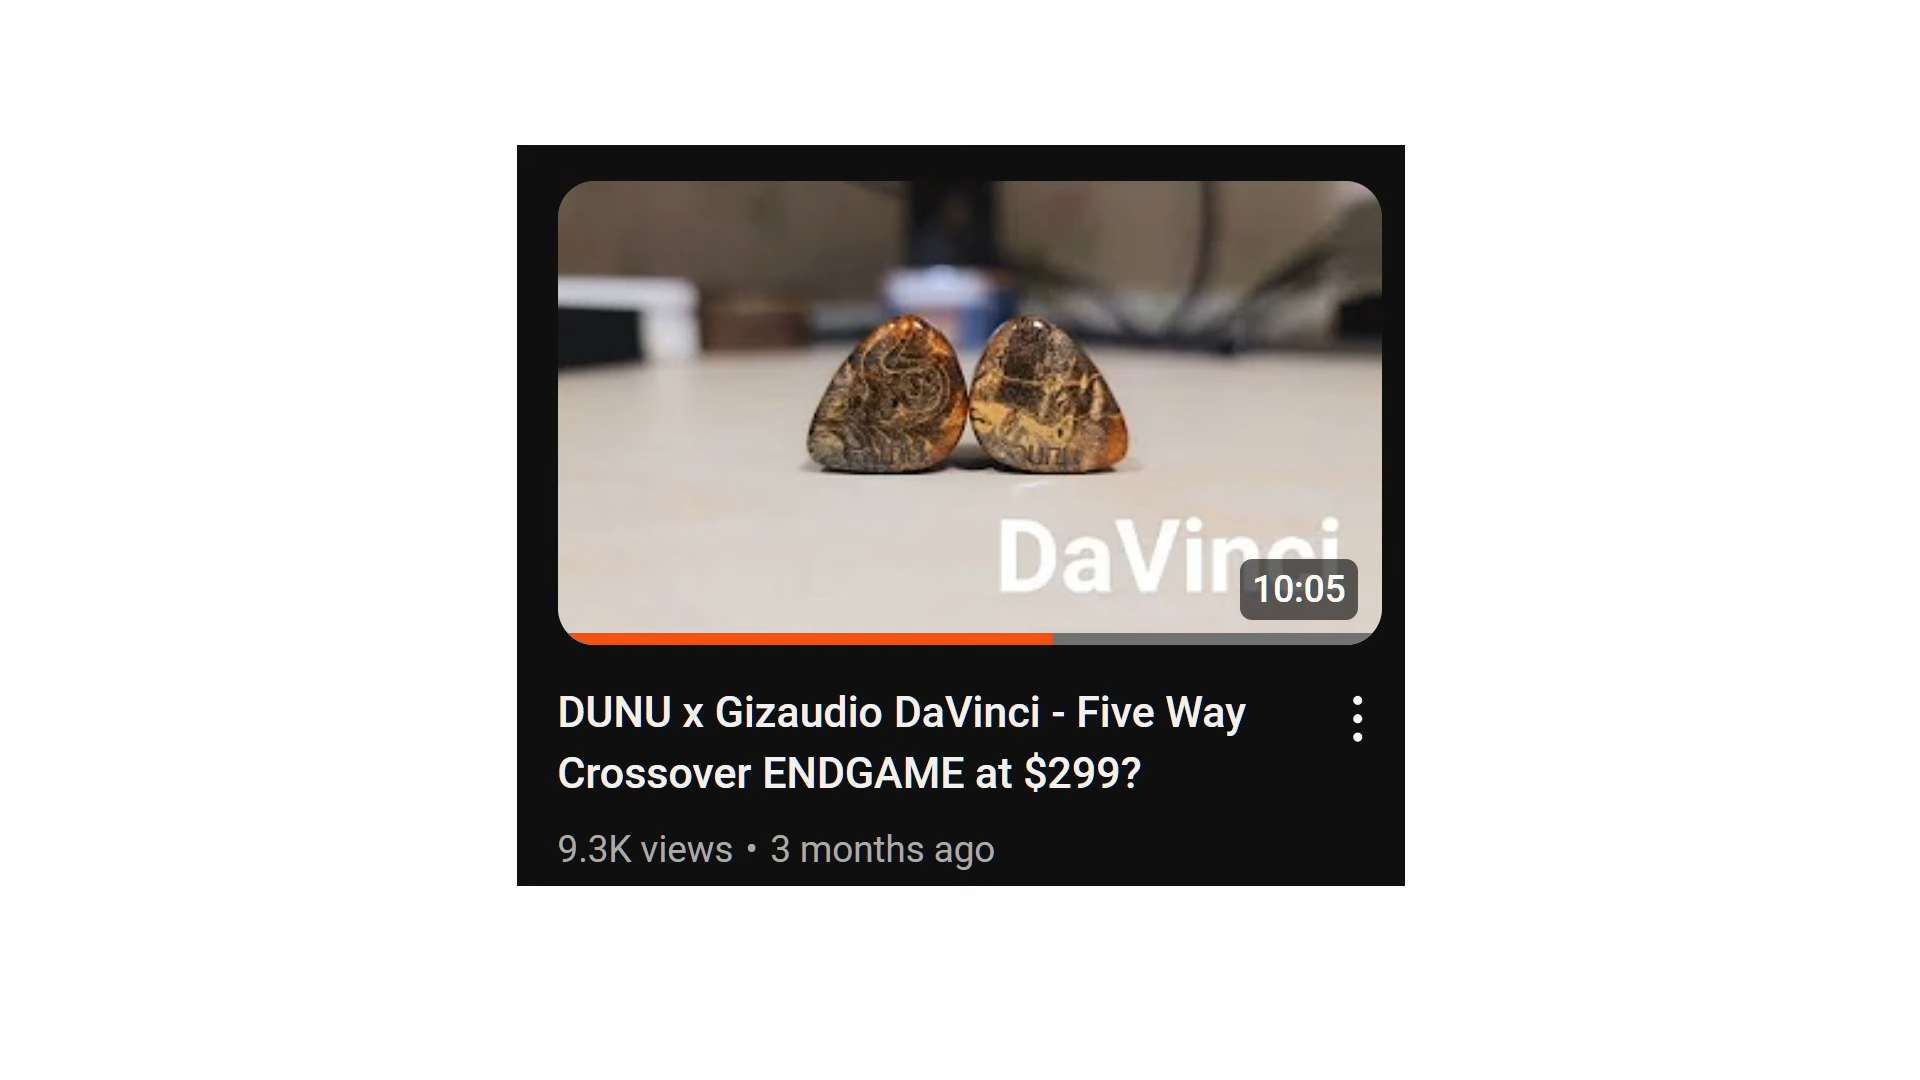 DaVinci
10:05
DUNU x Gizaudio DaVinci - Five Way
Crossover ENDGAME at $299?
9.3K views • 3 months ago